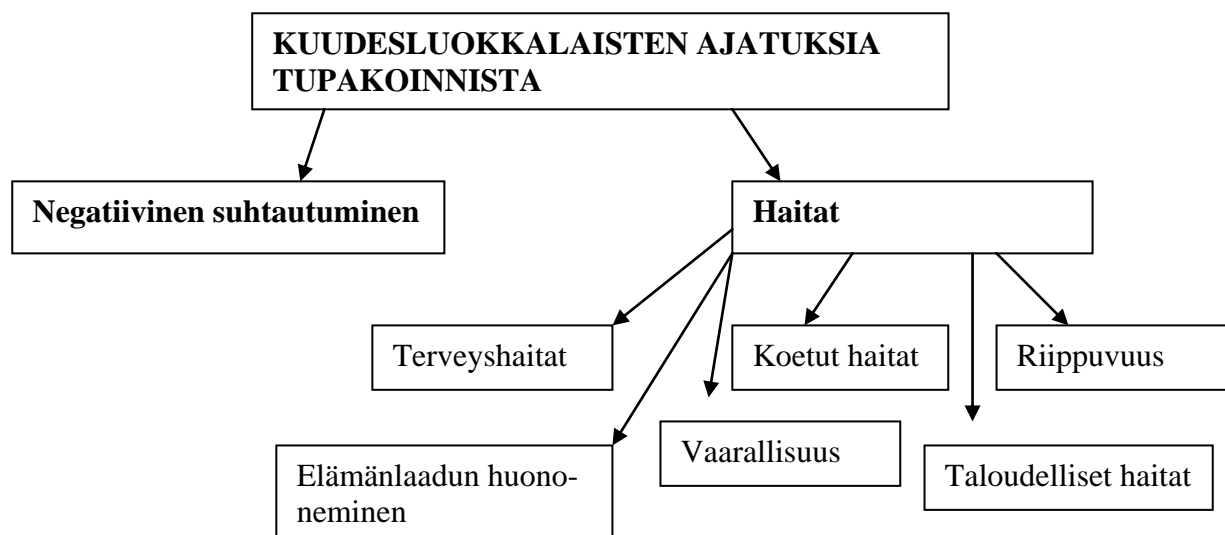 KUUDESLUOKKALAISTEN AJATUKSIA
TUPAKOINNISTA
Negatiivinen suhtautuminen
Haitat
Terveyshaitat
Koetut haitat
Riippuvuus
Elämänlaadun huono-
neminen
Vaarallisuus
Taloudelliset haitat